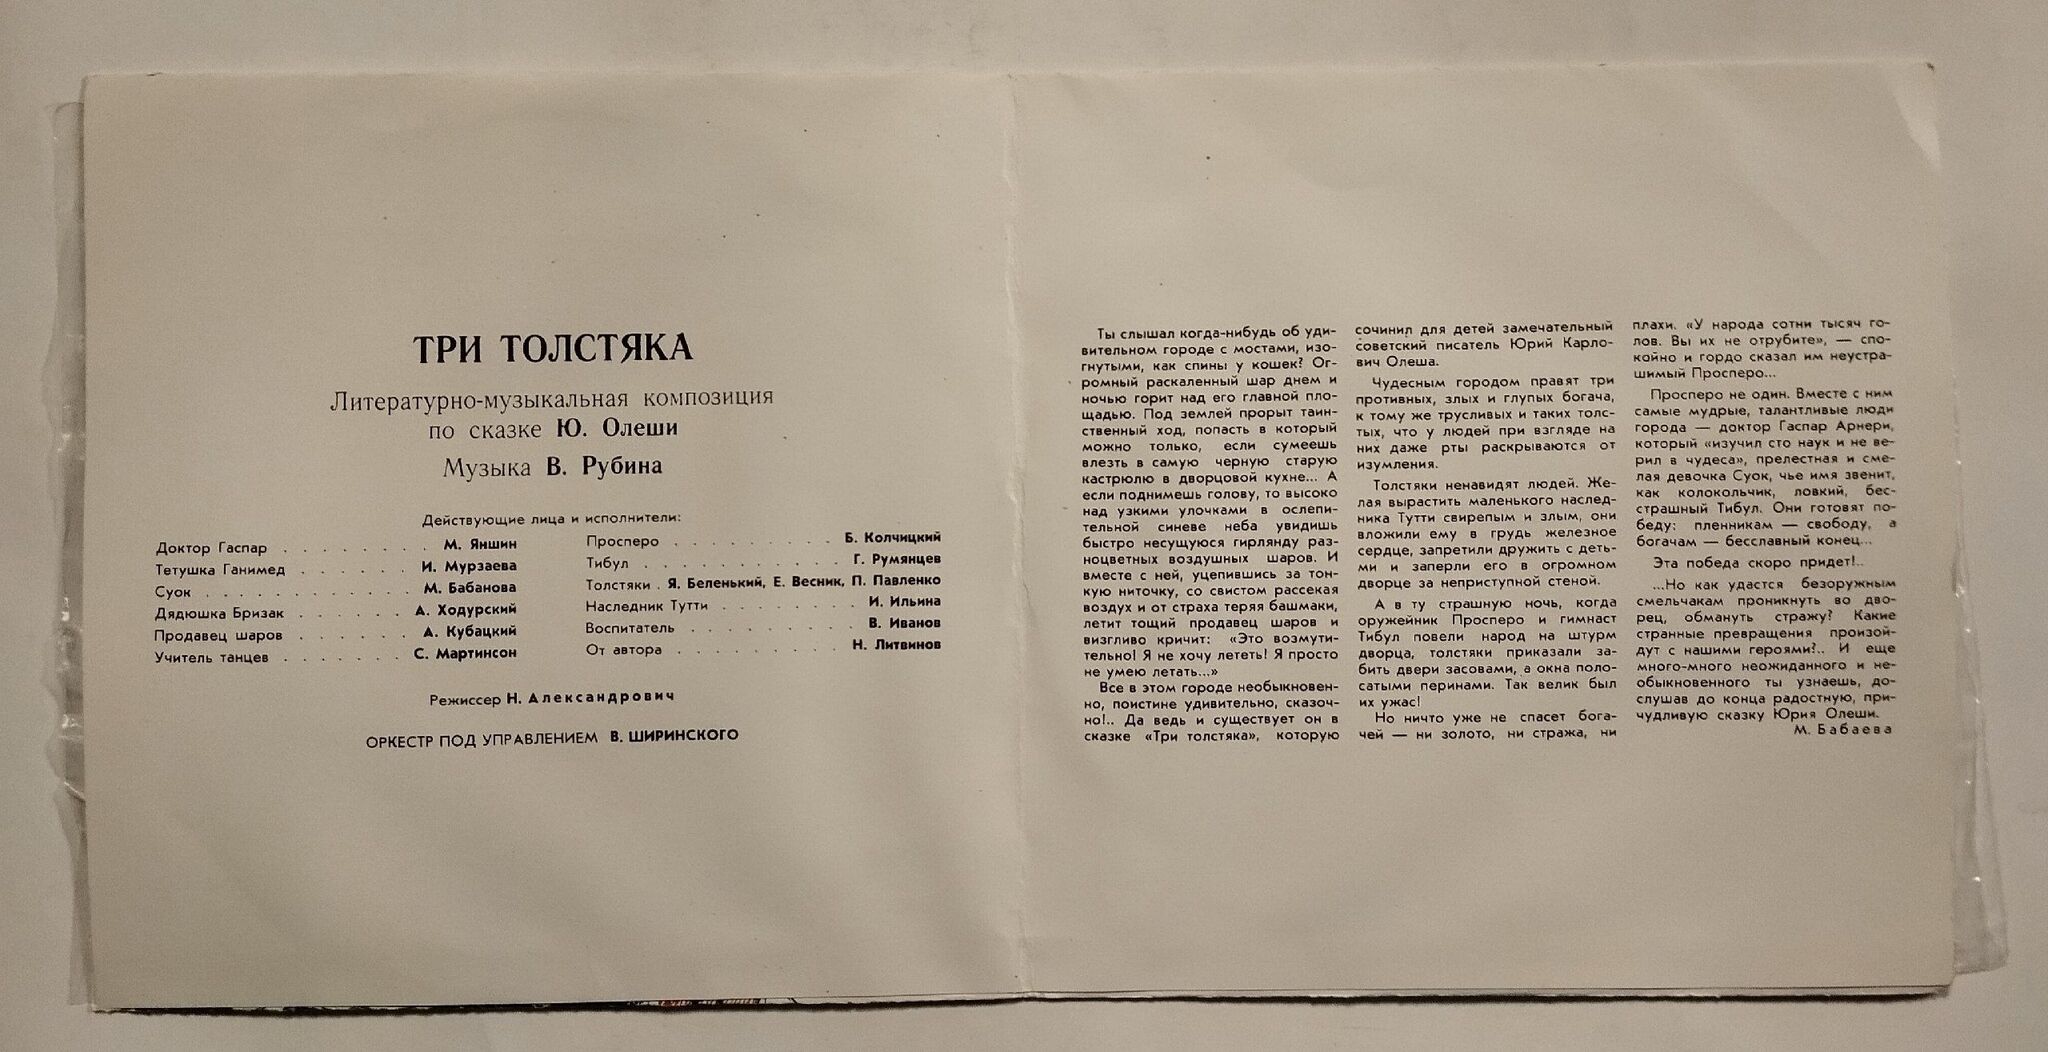 ТРИ ТОЛСТЯКА
Литературно-музыкальная композиция
по сказке Ю. Олеши
Музыка В. Рубина
Действующие лица и исполнители:
Доктор Гаспар . . . . . . . . М. Яншин
Тетушка Ганимед . . . . . . . И. Мурзаева
Суок . . . . . . . . . . . . М. Бабанова
Дядюшка Бризак . . . . . . . А. Ходурский
Продавец шаров . . . . . . . А. Кубацкий
Учитель танцев . . . . . . . С. Мартинсон
Просперо . . . . . . . . . Б. Колчицкий
Тибул . . . . . . . . . . . Г. Румянцев
Толстяки . Я. Беленький, Е. Весник, П. Павленко
Наследник Тутти . . . . . . . И. Ильина
Воспитатель . . . . . . . . . В. Иванов
От автора . . . . . . . . . Н. Литвинов
Режиссер Н. Александрович
ОРКЕСТР ПОД УПРАВЛЕНИЕМ В. ШИРИНСКОГО
Ты слышал когда-нибудь об уди-
вительном городе с мостами, изо-
гнутыми, как спины у кошек? Ог-
ромный раскаленный шар днем и
ночью горит над его главной пло-
щадью. Под землей прорыт таин-
ственный ход, попасть в который
можно только, если сумеешь
влезть в самую черную старую
кастрюлю в дворцовой кухне... А
если поднимешь голову, то высоко
над узкими улочками в ослепи-
тельной синеве неба увидишь
быстро несущуюся гирлянду раз-
ноцветных воздушных шаров. И
вместе с ней, уцепившись за тон-
кую ниточку, со свистом рассекая
воздух и от страха теряя башмаки,
летит тощий продавец шаров и
визгливо кричит: «Это возмути-
тельно! Я не хочу лететь! Я просто
не умею летать...»
Все в этом городе необыкновен-
но, поистине удивительно, сказоч-
но!.. Да ведь и существует он в
сказке «Три толстяка», которую
сочинил для детей замечательный
советский писатель Юрий Карло-
вич Олеша.
Чудесным городом правят три
противных, злых и глупых богача,
к тому же трусливых и таких толс-
тых, что у людей при взгляде на
них даже рты раскрываются от
изумления.
Толстяки ненавидят людей. Же-
лая вырастить маленького наслед-
ника Тутти свирепым и злым, они
вложили ему в грудь железное
сердце, запретили дружить с деть-
ми и заперли его в огромном
дворце за неприступной стеной.
А в ту страшную ночь, когда
оружейник Просперо и гимнаст
Тибул повели народ на штурм
дворца, толстяки приказали за-
бить двери засовами, а окна поло-
сатыми перинами. Так велик был
их ужас!
Но ничто уже не спасет бога-
чей — ни золото, ни стража, ни
плахи. «У народа сотни тысяч го-
лов. Вы их не отрубите», — спо-
койно и гордо сказал им неустра-
шимый Просперо...
Просперо не один. Вместе с ним
самые мудрые, талантливые люди
города — доктор Гаспар Арнери,
который «изучил сто наук и не ве-
рил в чудеса», прелестная и сме-
лая девочка Суок, чье имя звенит,
как колокольчик, ловкий, бес-
страшный Тибул. Они готовят по-
беду: пленникам — свободу, а
богачам — бесславный конец...
Эта победа скоро придет!..
...Но как удастся безоружным
смельчакам проникнуть во дво-
рец, обмануть стражу? Какие
странные превращения произой-
дут с нашими героями?.. И еще
много-много неожиданного и не-
обыкновенного ты узнаешь, до-
слушав до конца радостную, при-
чудливую сказку Юрия Олеши.
М. Бабаева